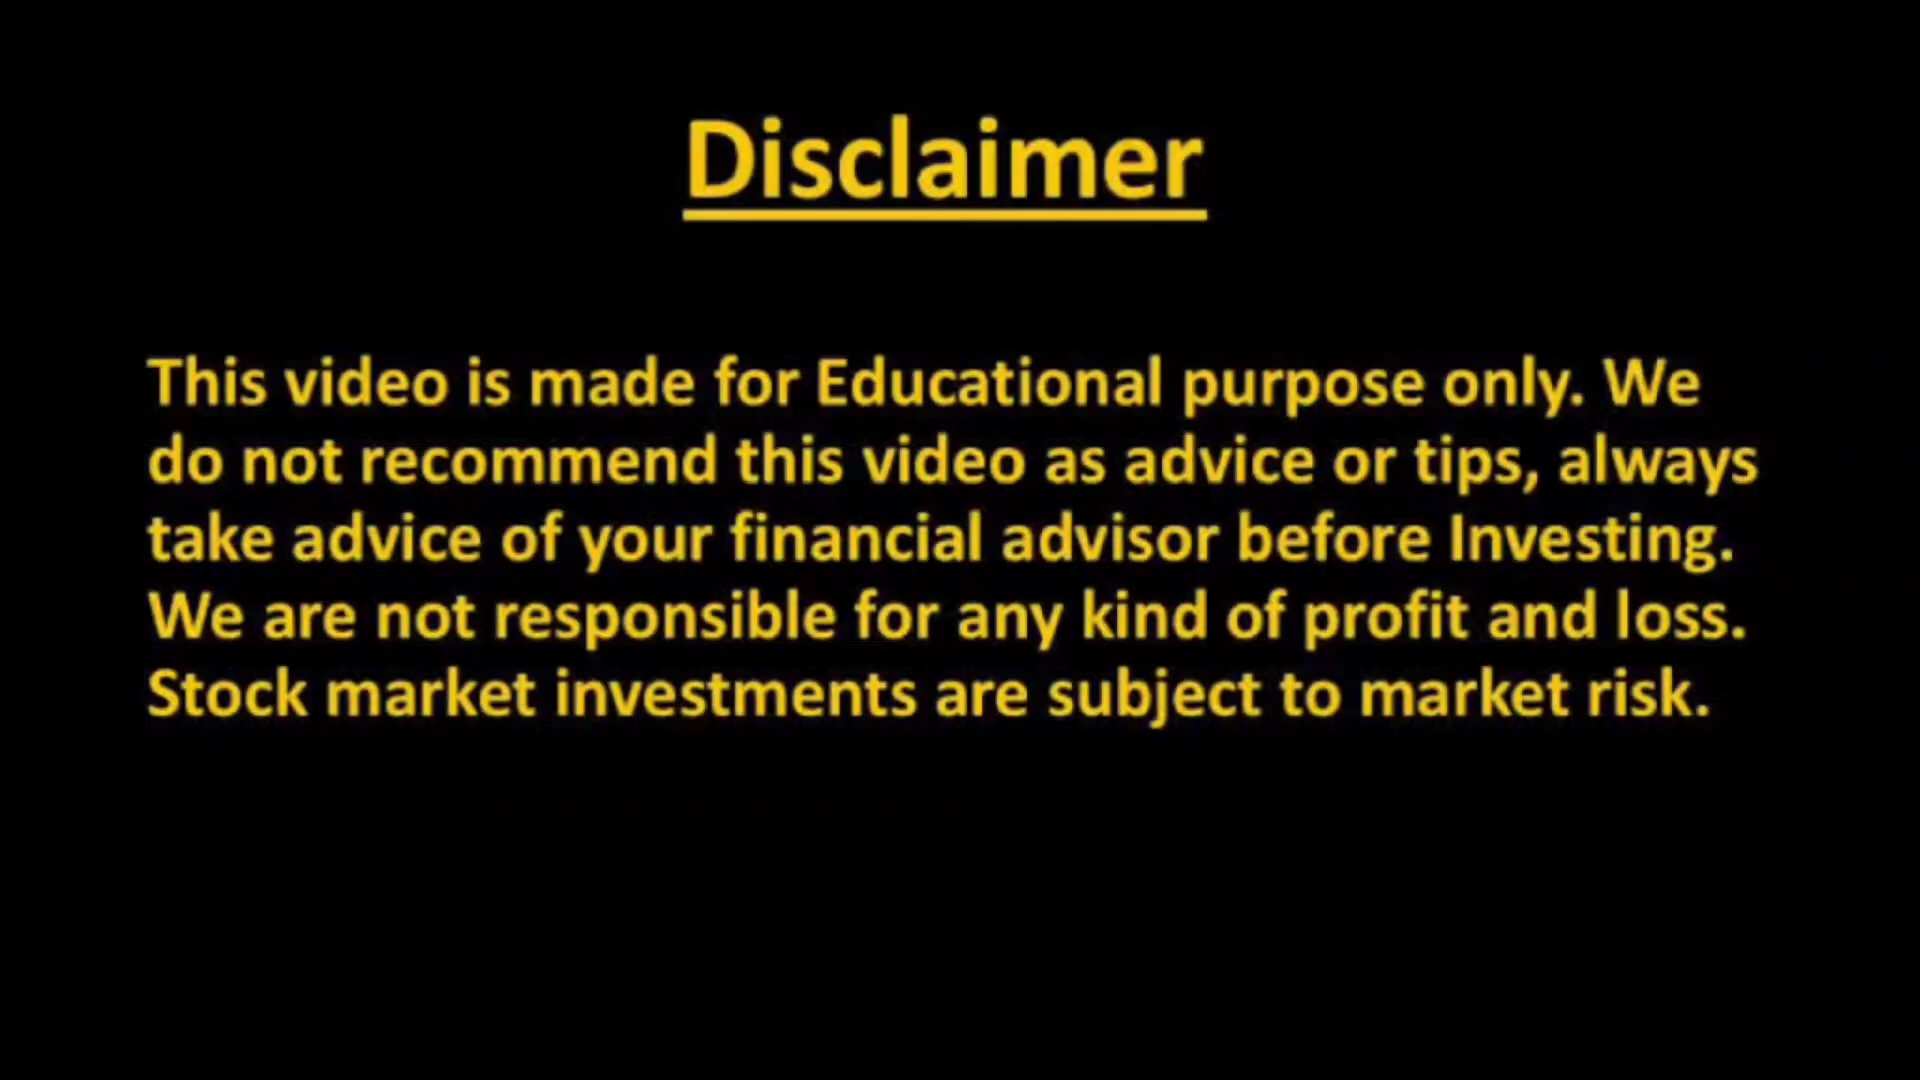 Disclaimer
This video is made for Educational purpose only. We
do not recommend this video as advice or tips, always
take advice of your financial advisor before Investing.
We are not responsible for any kind of profit and loss.
Stock market investments are subject to market risk.